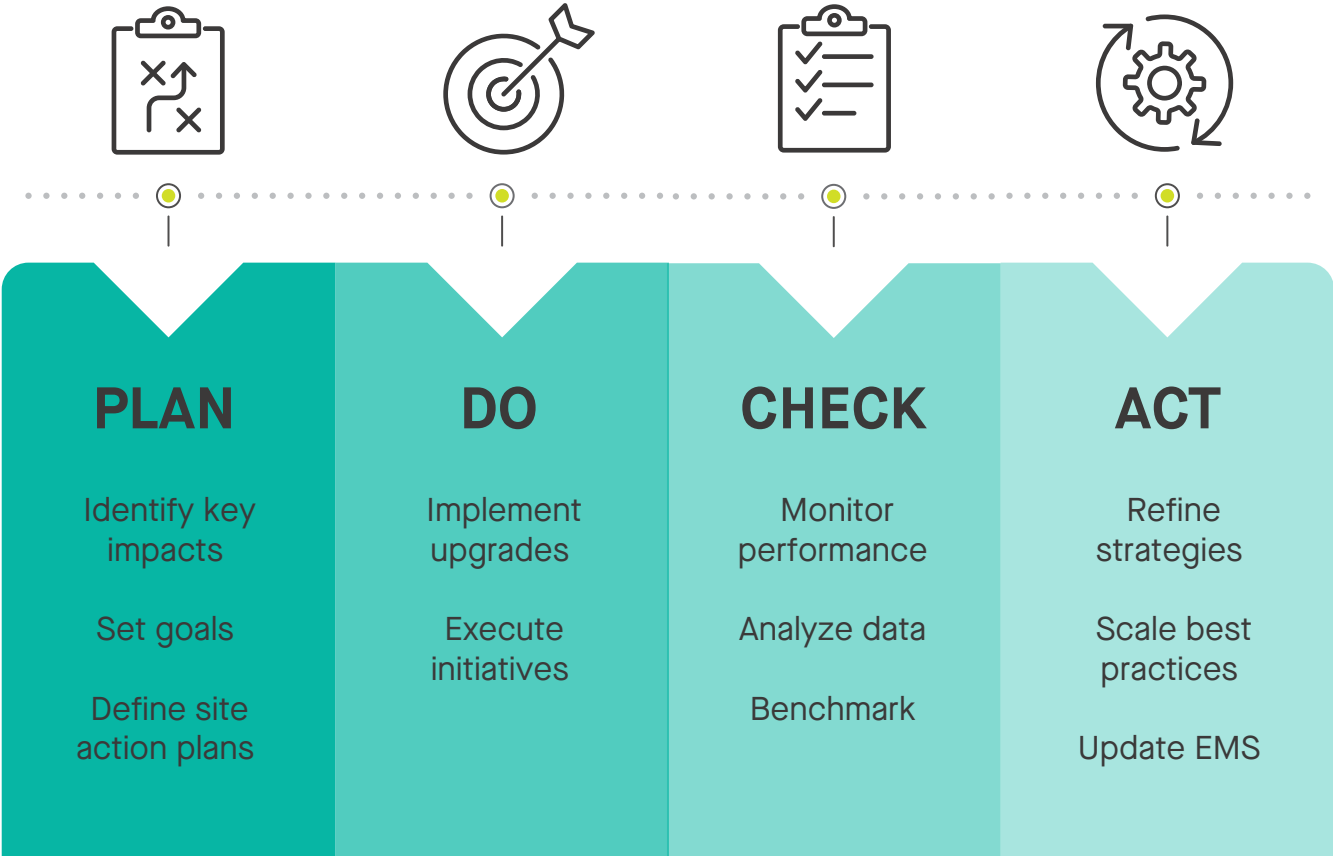 PLAN
Identify key
impacts
Set goals
Define site
action plans
DO
Implement
upgrades
Execute
initiatives
CHECK
Monitor
performance
Analyze data
Benchmark
ACT
Refine
strategies
Scale best
practices
Update EMS